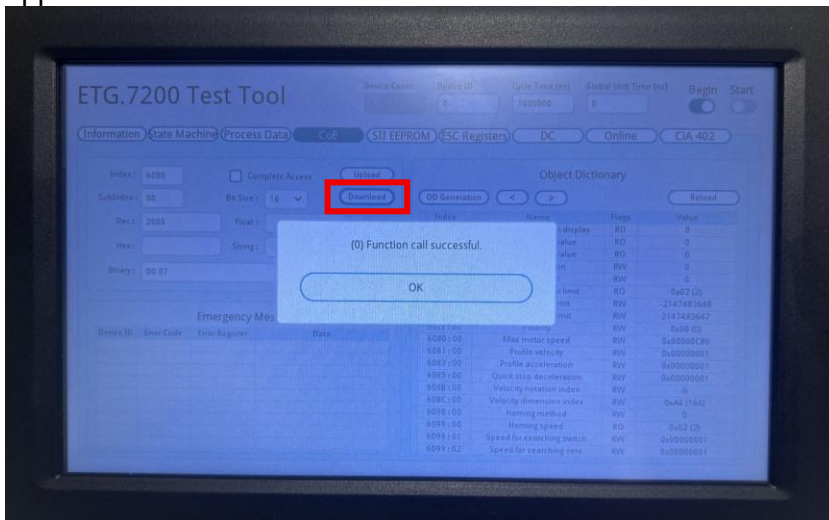 ETG.7200 Test Tool
Device Count Device ID Cycle Time (ns) Global Shift Time (ns) Begin Start
0 1000000 0
Information State Machine Process Data CoE SII EEPROM ESC Registers DC Online CiA 402
Index: 6080 Complete Access Upload
SubIndex: 00 Bit Size: 16 Download
Dec: 2000 Float:
Hex: String:
Binary: D0 07
Emergency Mes
Device ID Error Code Error Register Data
Object Dictionary
OD Generation < > Reload
Index Name Flags Value
display RO 0
value RO 0
value RO 0
RW 0
RW 0
limit RO 0x02 (2)
RW -2147483648
RW 2147483647
Polarity RW 0x00 (0)
6080:00 Max motor speed RW
6081:00 Profile velocity RW 0x00000001
6083:00 Profile acceleration RW 0x00000001
6085:00 Quick stop deceleration RW 0x00000001
Velocity notation index RW 0
608C:00 Velocity dimension index RW 0xA4 (164)
6098:00 Homing method RW 0
6099:00 Homing speed RO 0x02 (2)
6099:01 Speed for searching switch RW 0x00000001
6099:02 Speed for searching zero RW 0x00000001
(0) Function call successful.
OK